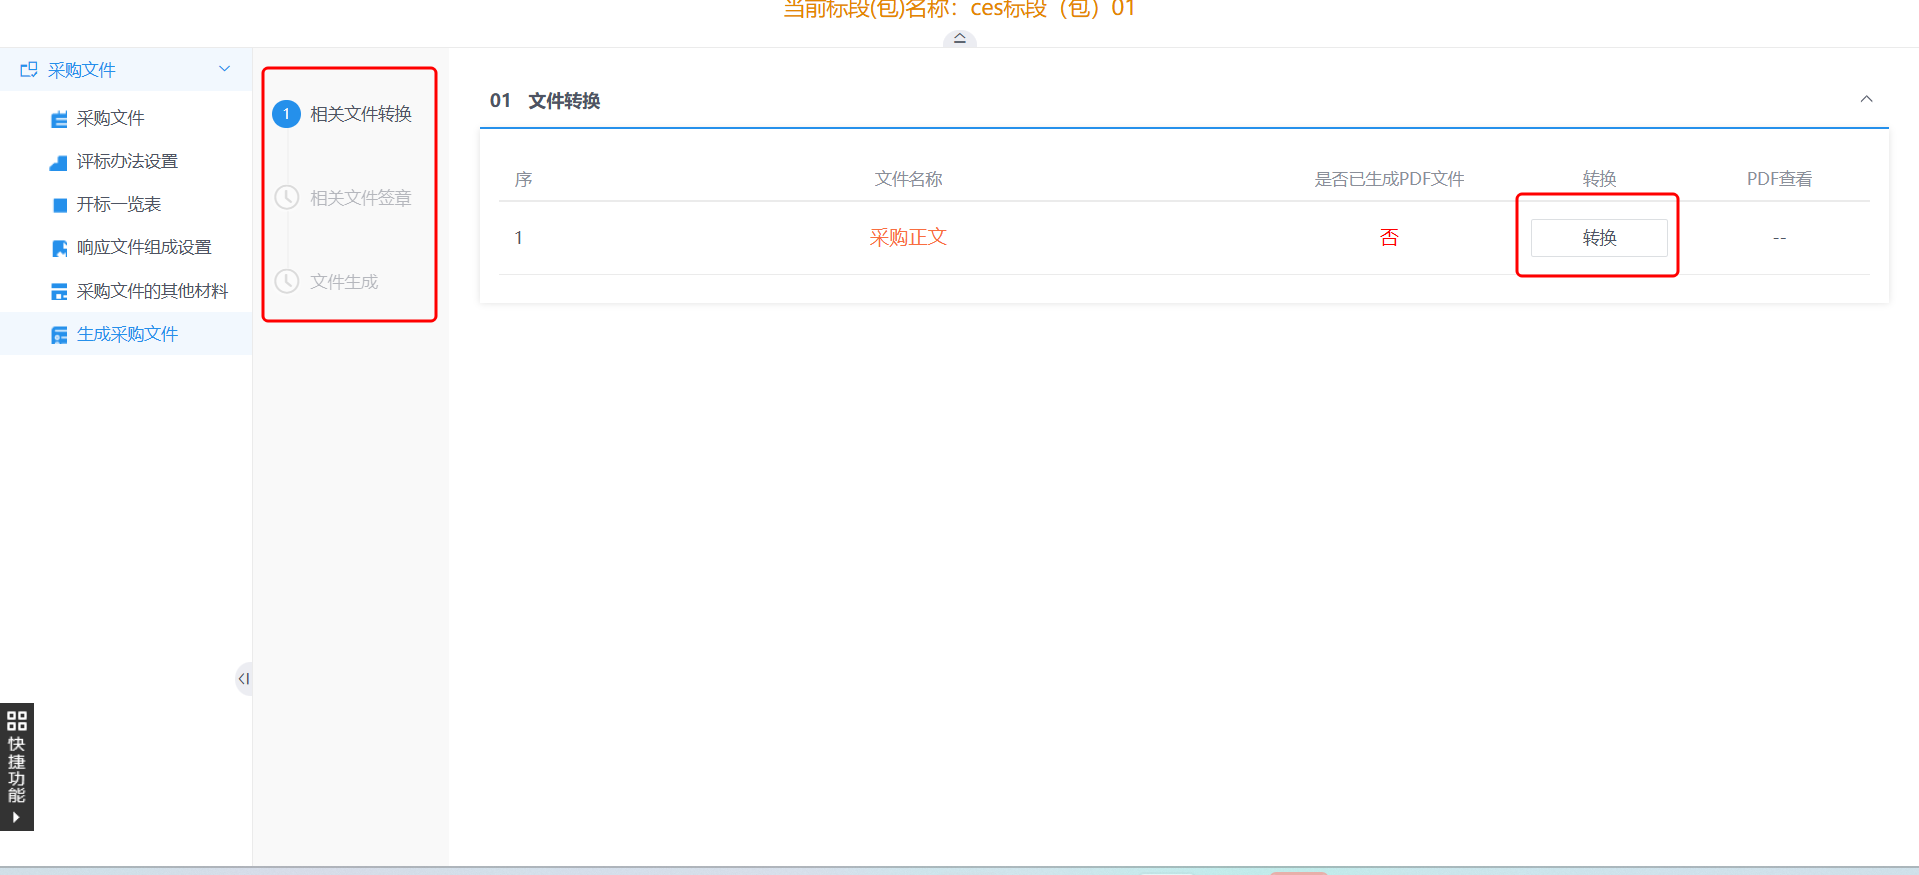 当前标段(包)名称：ces标段（包）01
采购文件
采购文件
评标办法设置
开标一览表
响应文件组成设置
采购文件的其他材料
生成采购文件
1 相关文件转换
相关文件签章
文件生成
01 文件转换
序 文件名称 是否已生成PDF文件 转换 PDF查看
1 采购正文 否 转换 --
快捷功能